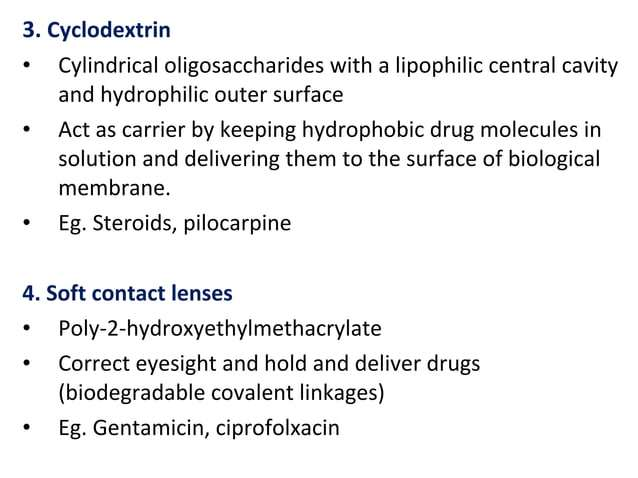 3. Cyclodextrin
• Cylindrical oligosaccharides with a lipophilic central cavity
and hydrophilic outer surface
• Act as carrier by keeping hydrophobic drug molecules in
solution and delivering them to the surface of biological
membrane.
• Eg. Steroids, pilocarpine
4. Soft contact lenses
• Poly-2-hydroxyethylmethacrylate
• Correct eyesight and hold and deliver drugs
(biodegradable covalent linkages)
• Eg. Gentamicin, ciprofolxacin